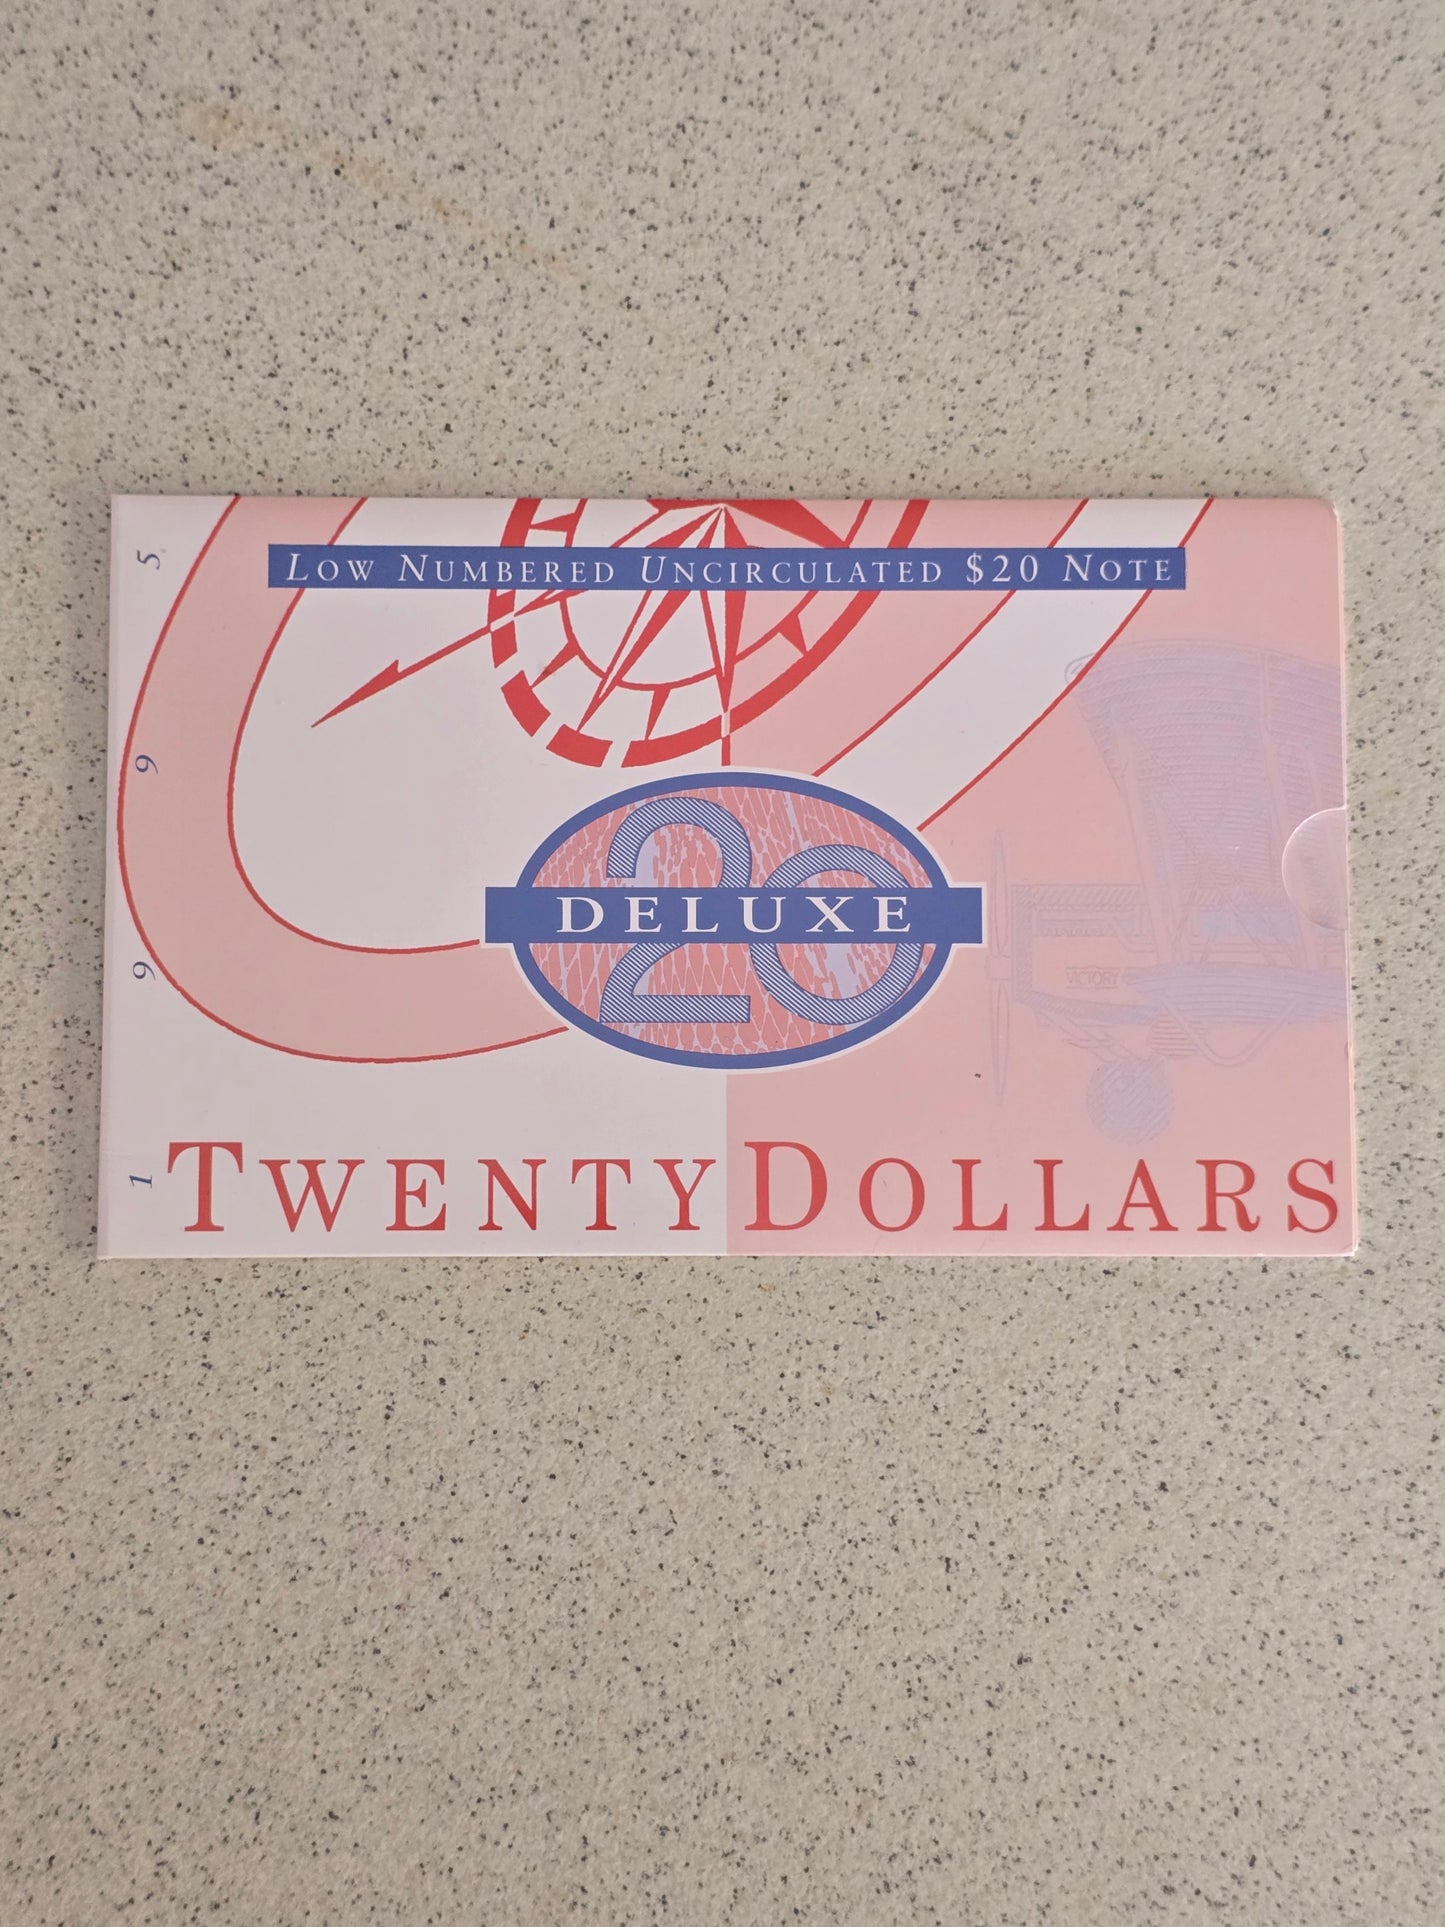 LOW NUMBERED UNCIRCULATED $20 NOTE
1995
20
DELUXE
VICTORY
TWENTY DOLLARS